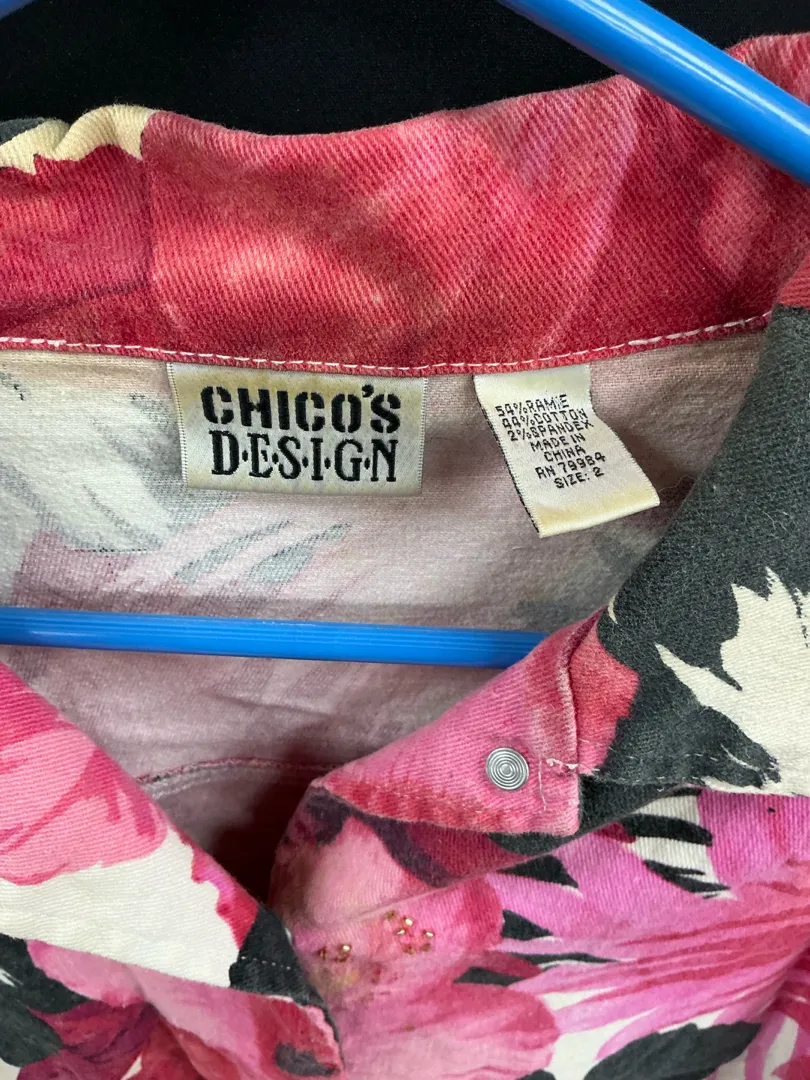 CHICO'S
D•E•S•I•G•N
54%RAMIE
44%COTTON
2%SPANDEX
MADE IN
CHINA
RN 79984
SIZE: 2